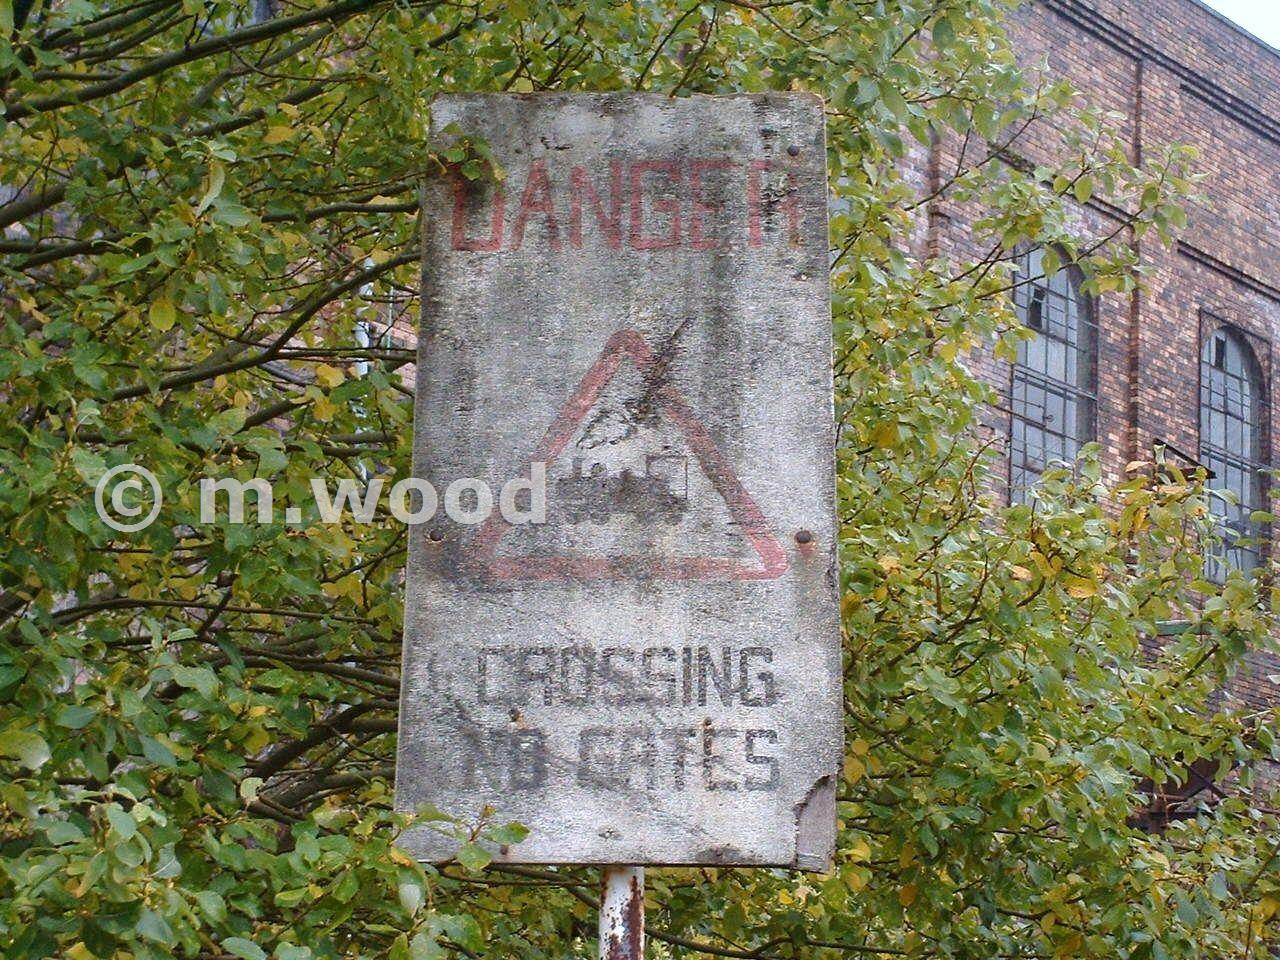 DANGER
© m.wood
CROSSING
NO GATES